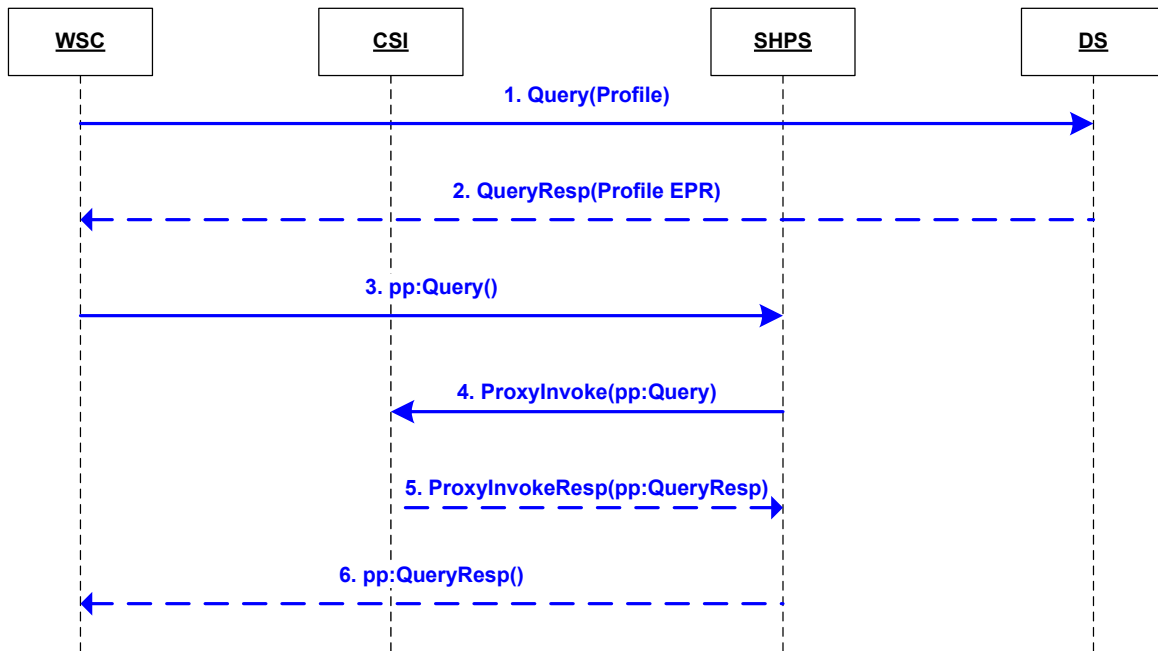 WSC
CSI
SHPS
DS
1. Query(Profile)
2. QueryResp(Profile EPR)
3. pp:Query()
4. ProxyInvoke(pp:Query)
5. ProxyInvokeResp(pp:QueryResp)
6. pp:QueryResp()